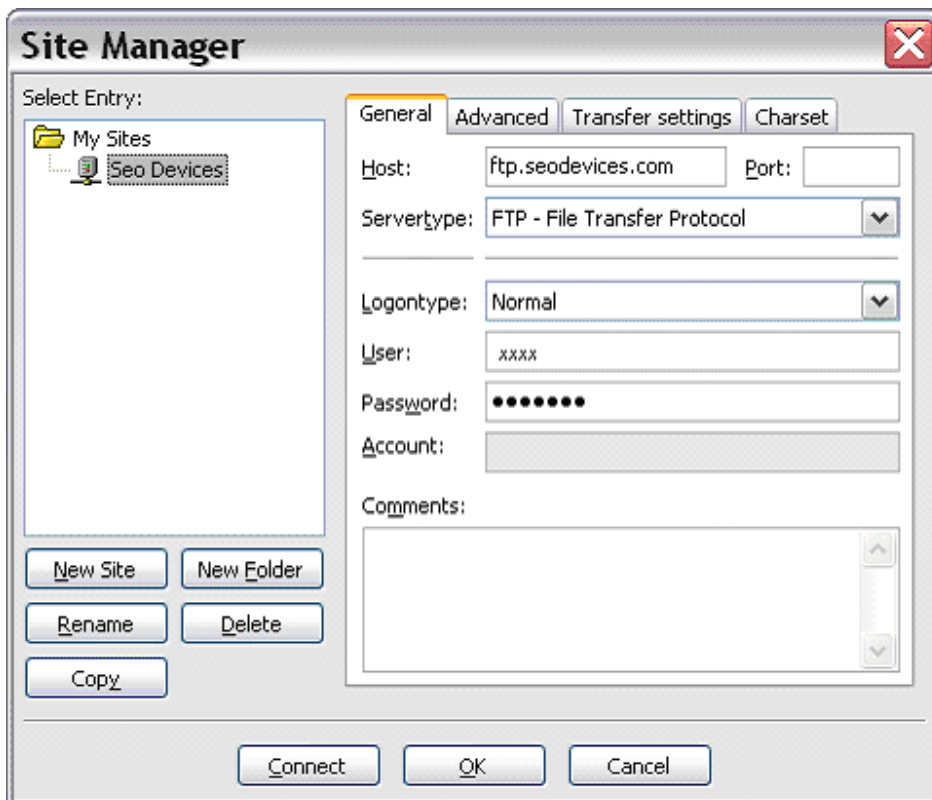 Site Manager
Select Entry:
My Sites
Seo Devices
New Site New Folder
Rename Delete
Copy
General Advanced Transfer settings Charset
Host: ftp.seodevices.com Port:
Servertype: FTP - File Transfer Protocol
Logontype: Normal
User: xxxx
Password: •••••••
Account:
Comments:
Connect OK Cancel